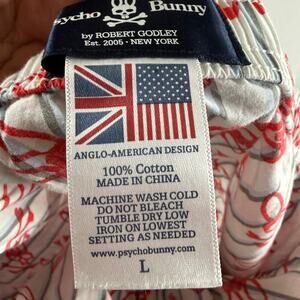 Psycho Bunny
by ROBERT GODLEY
Est. 2005 · NEW YORK
ANGLO-AMERICAN DESIGN
100% Cotton
MADE IN CHINA
MACHINE WASH COLD
DO NOT BLEACH
TUMBLE DRY LOW
IRON ON LOWEST
SETTING AS NEEDED
www.psychobunny.com
L